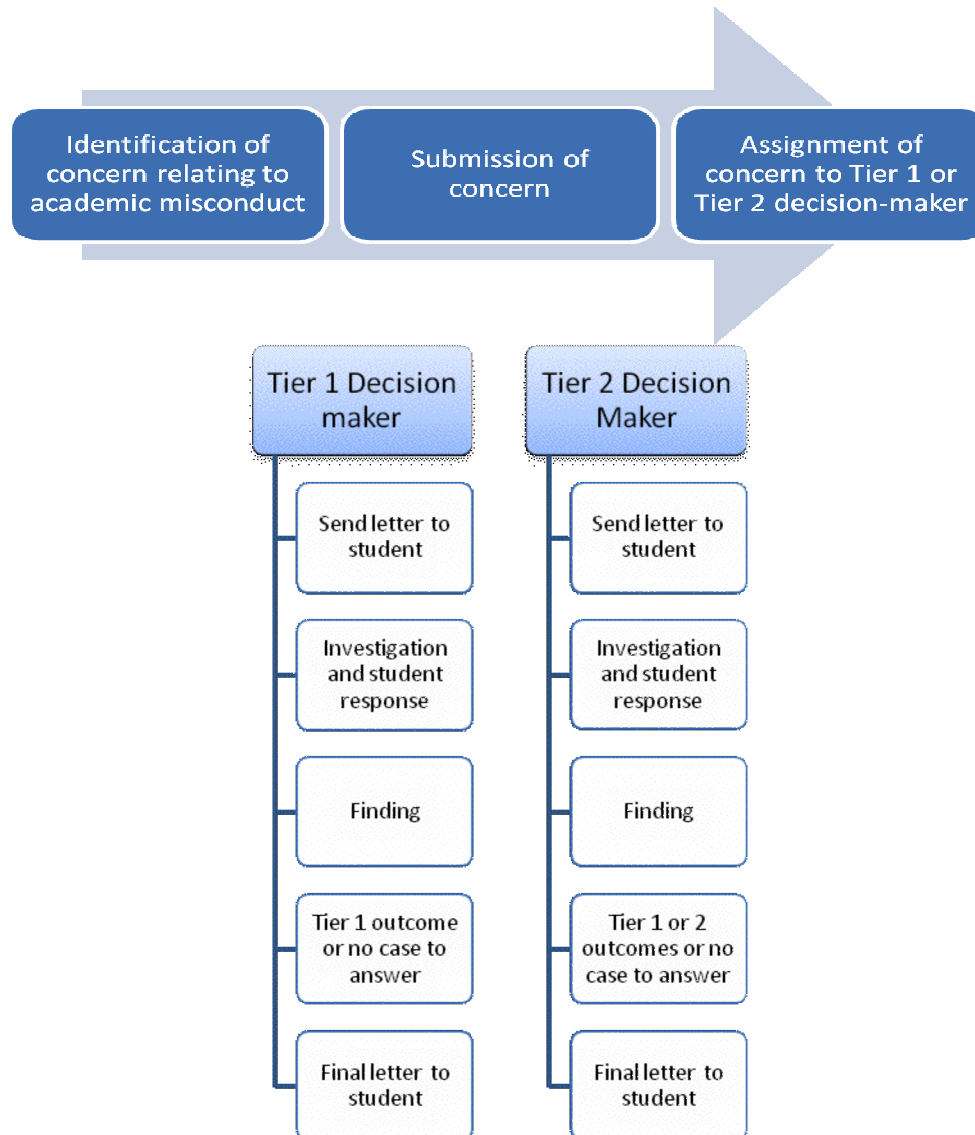 Identification of
concern relating to
academic misconduct
Submission of
concern
Assignment of
concern to Tier 1 or
Tier 2 decision-maker
Tier 1 Decision
maker
Send letter to
student
Investigation
and student
response
Finding
Tier 1 outcome
or no case to
answer
Final letter to
student
Tier 2 Decision
Maker
Send letter to
student
Investigation
and student
response
Finding
Tier 1 or 2
outcomes or no
case to answer
Final letter to
student